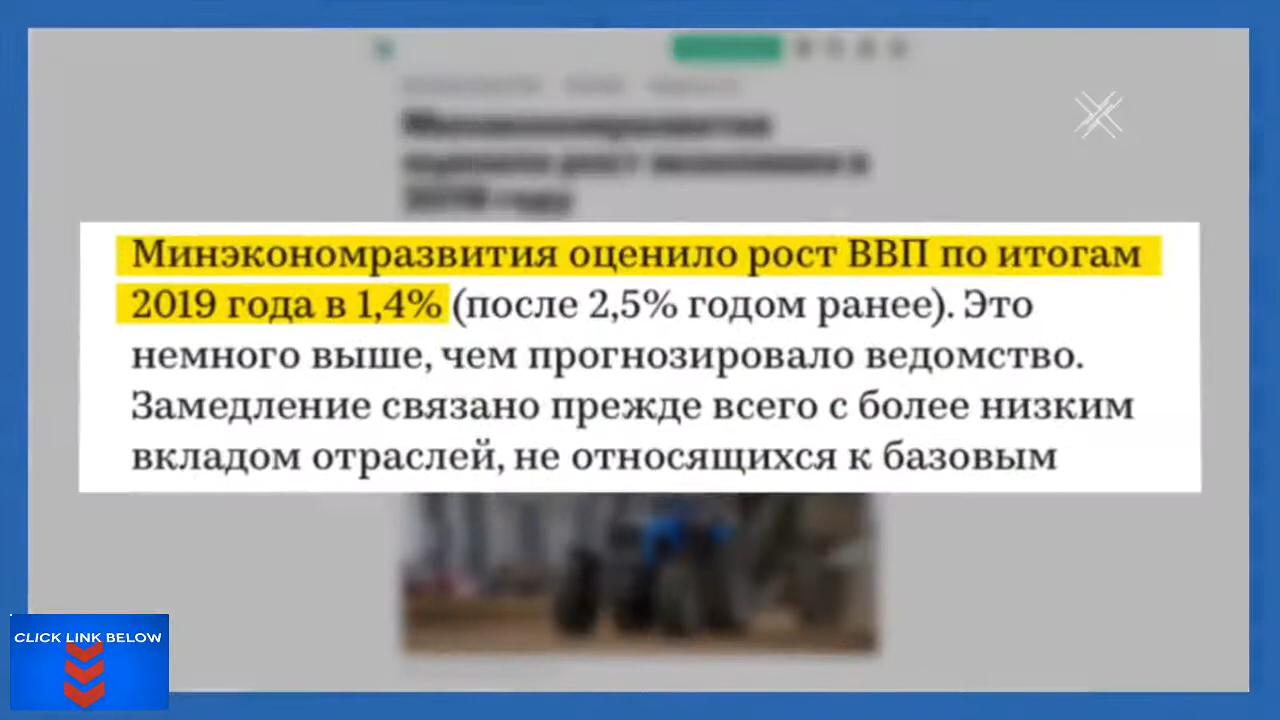 Минэкономразвития оценило рост ВВП по итогам
2019 года в 1,4% (после 2,5% годом ранее). Это
немного выше, чем прогнозировало ведомство.
Замедление связано прежде всего с более низким
вкладом отраслей, не относящихся к базовым
CLICK LINK BELOW